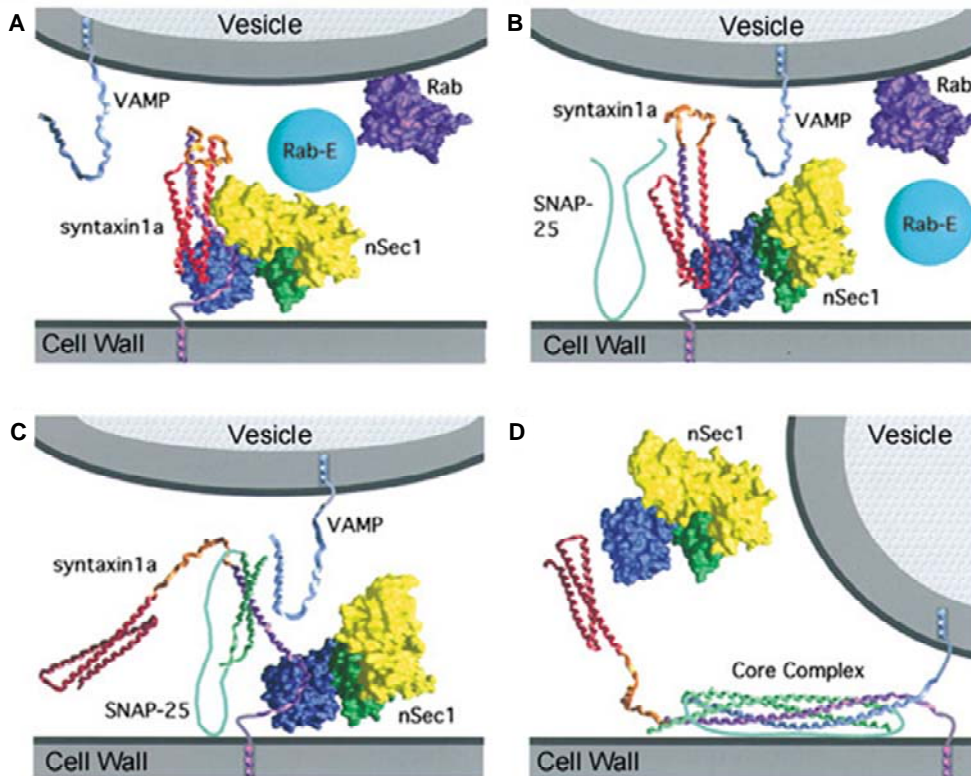 A
Vesicle
VAMP
Rab
Rab-E
syntaxin1a
nSec1
Cell Wall
B
Vesicle
syntaxin1a
VAMP
Rab
SNAP-
25
Rab-E
nSec1
Cell Wall
C
Vesicle
VAMP
syntaxin1a
SNAP-25
nSec1
Cell Wall
D
nSec1
Vesicle
Core Complex
Cell Wall